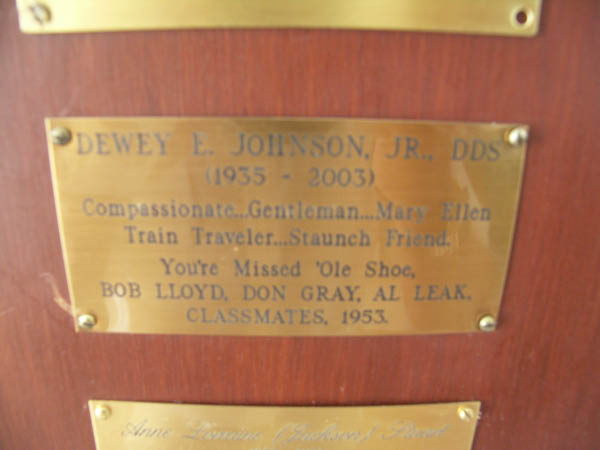 DEWEY E. JOHNSON, JR., DDS
(1935 - 2003)
Compassionate...Gentleman...Mary Ellen
Train Traveler...Staunch Friend.
You're Missed 'Ole Shoe,
BOB LLOYD, DON GRAY, AL LEAK,
CLASSMATES, 1953.
Anne